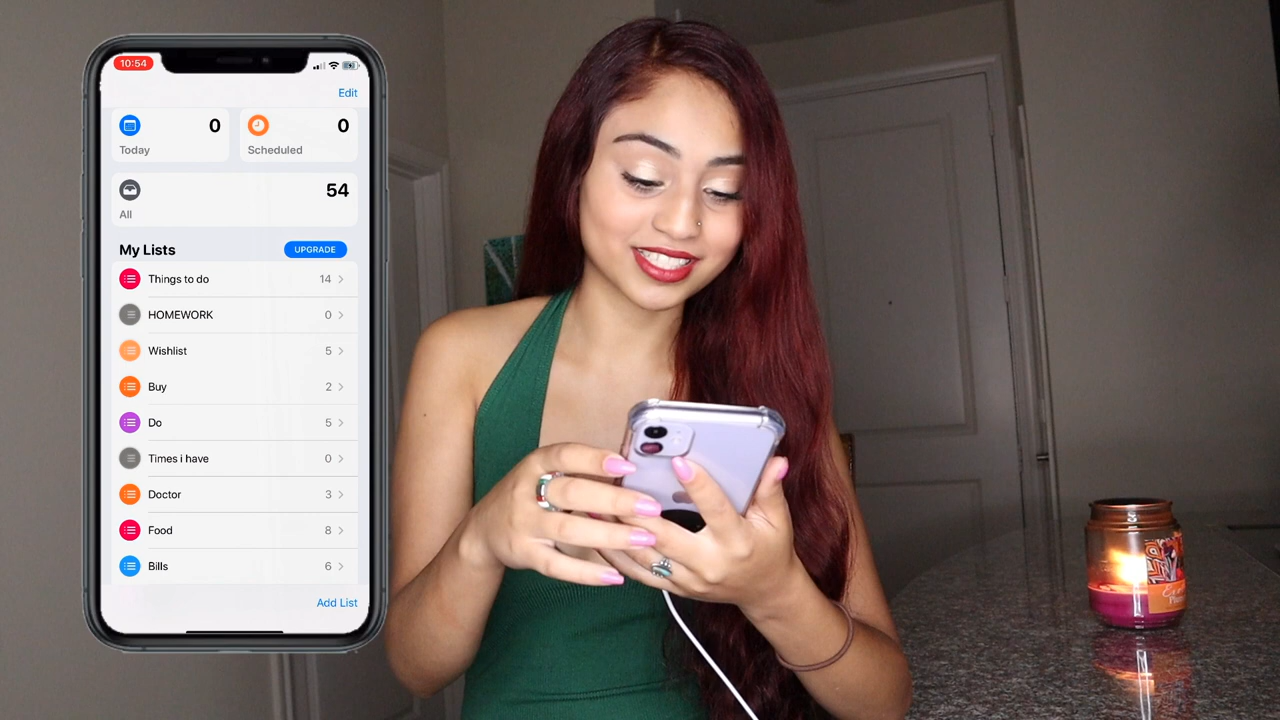 10:54
Edit
0
0
Today
Scheduled
54
All
My Lists
UPGRADE
Things to do 14
HOMEWORK 0
Wishlist 5
Buy 2
Do 5
Times i have 0
Doctor 3
Food 8
Bills 6
Add List